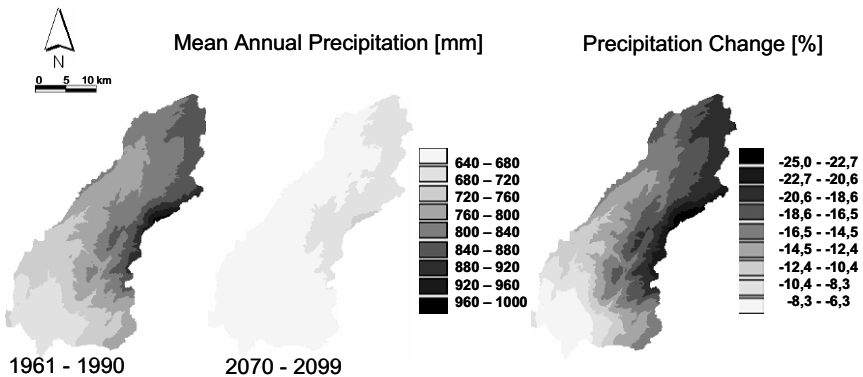 Mean Annual Precipitation [mm]
Precipitation Change [%]
N
0 5 10 km
640 – 680
680 – 720
720 – 760
760 – 800
800 – 840
840 – 880
880 – 920
920 – 960
960 – 1000
-25,0 - -22,7
-22,7 - -20,6
-20,6 - -18,6
-18,6 - -16,5
-16,5 - -14,5
-14,5 - -12,4
-12,4 - -10,4
-10,4 - -8,3
-8,3 - -6,3
1961 - 1990
2070 - 2099